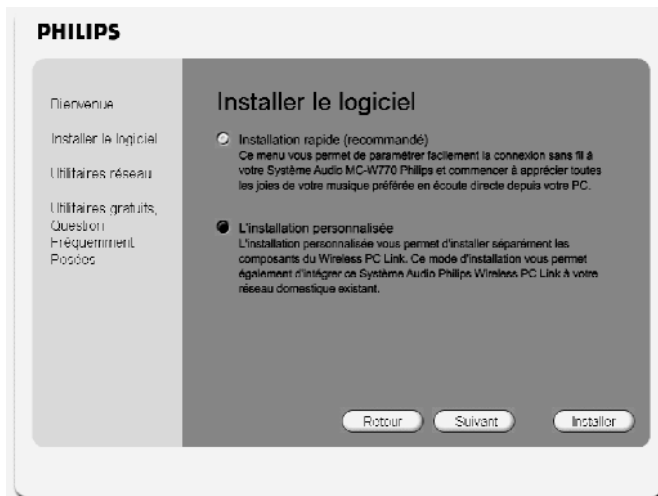 PHILIPS
Bienvenue
Installer le logiciel
Utilitaires réseau
Utilitaires gratuits,
Question
Fréquemment
Posées
Installer le logiciel
Installation rapide (recommandé)
Ce menu vous permet de paramétrer facilement la connexion sans fil à
votre Système Audio MC-W770 Philips et commencer à apprécier toutes
les joies de votre musique préférée en écoute directe depuis votre PC.
L'installation personnalisée
L'installation personnalisée vous permet d'installer séparément les
composants du Wireless PC Link. Ce mode d'installation vous permet
également d'intégrer ce Système Audio Philips Wireless PC Link à votre
réseau domestique existant.
Retour
Suivant
Installer